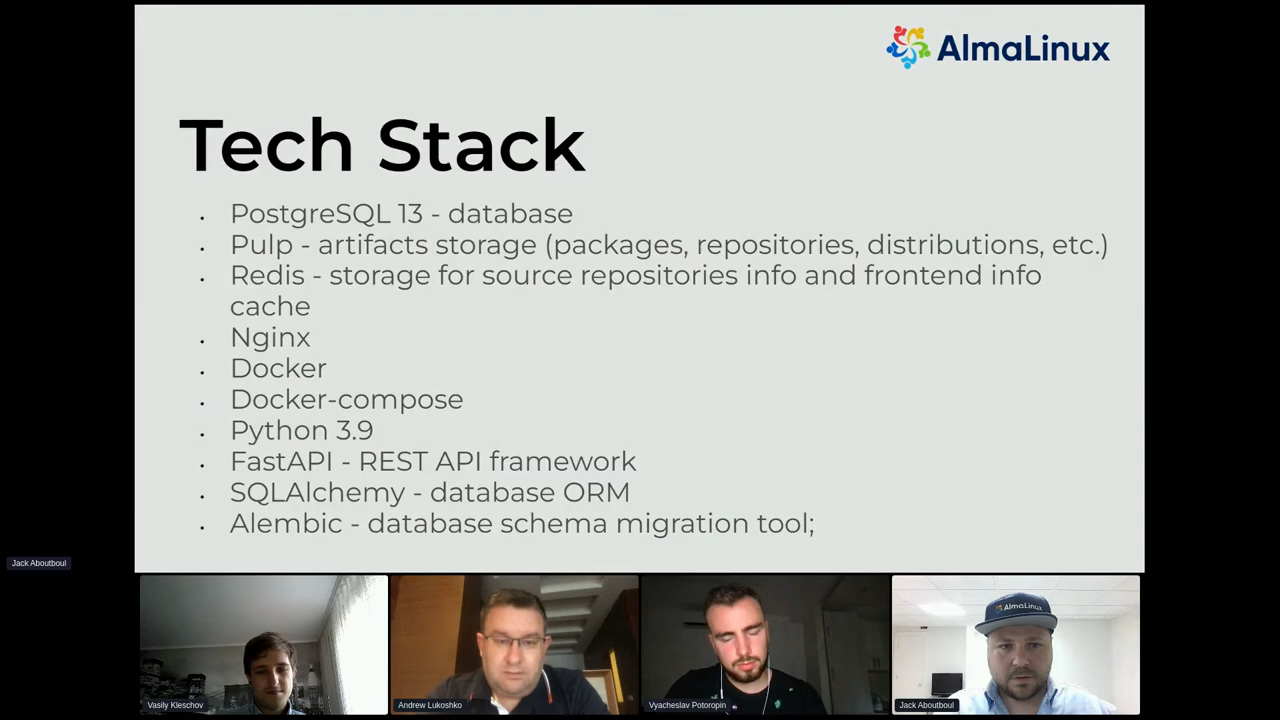 AlmaLinux
Tech Stack
• PostgreSQL 13 - database
• Pulp - artifacts storage (packages, repositories, distributions, etc.)
• Redis - storage for source repositories info and frontend info
cache
• Nginx
• Docker
• Docker-compose
• Python 3.9
• FastAPI - REST API framework
• SQLAlchemy - database ORM
• Alembic - database schema migration tool;
Jack Aboutboul
AlmaLinux
Vasily Kleschov
Andrew Lukoshko
Vyacheslav Potoropin
Jack Aboutboul